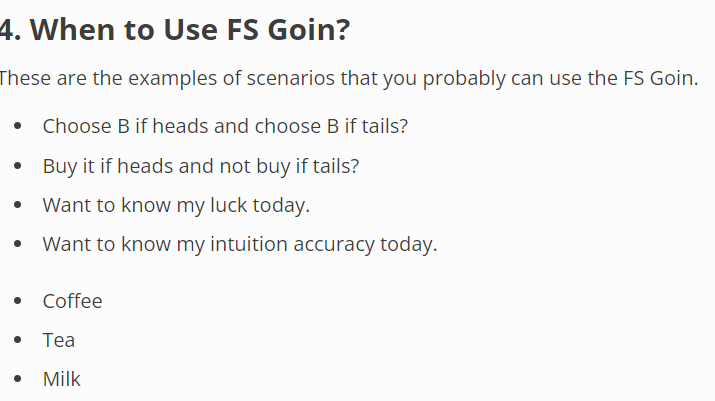 4. When to Use FS Goin?
These are the examples of scenarios that you probably can use the FS Goin.
• Choose B if heads and choose B if tails?
• Buy it if heads and not buy if tails?
• Want to know my luck today.
• Want to know my intuition accuracy today.
• Coffee
• Tea
• Milk